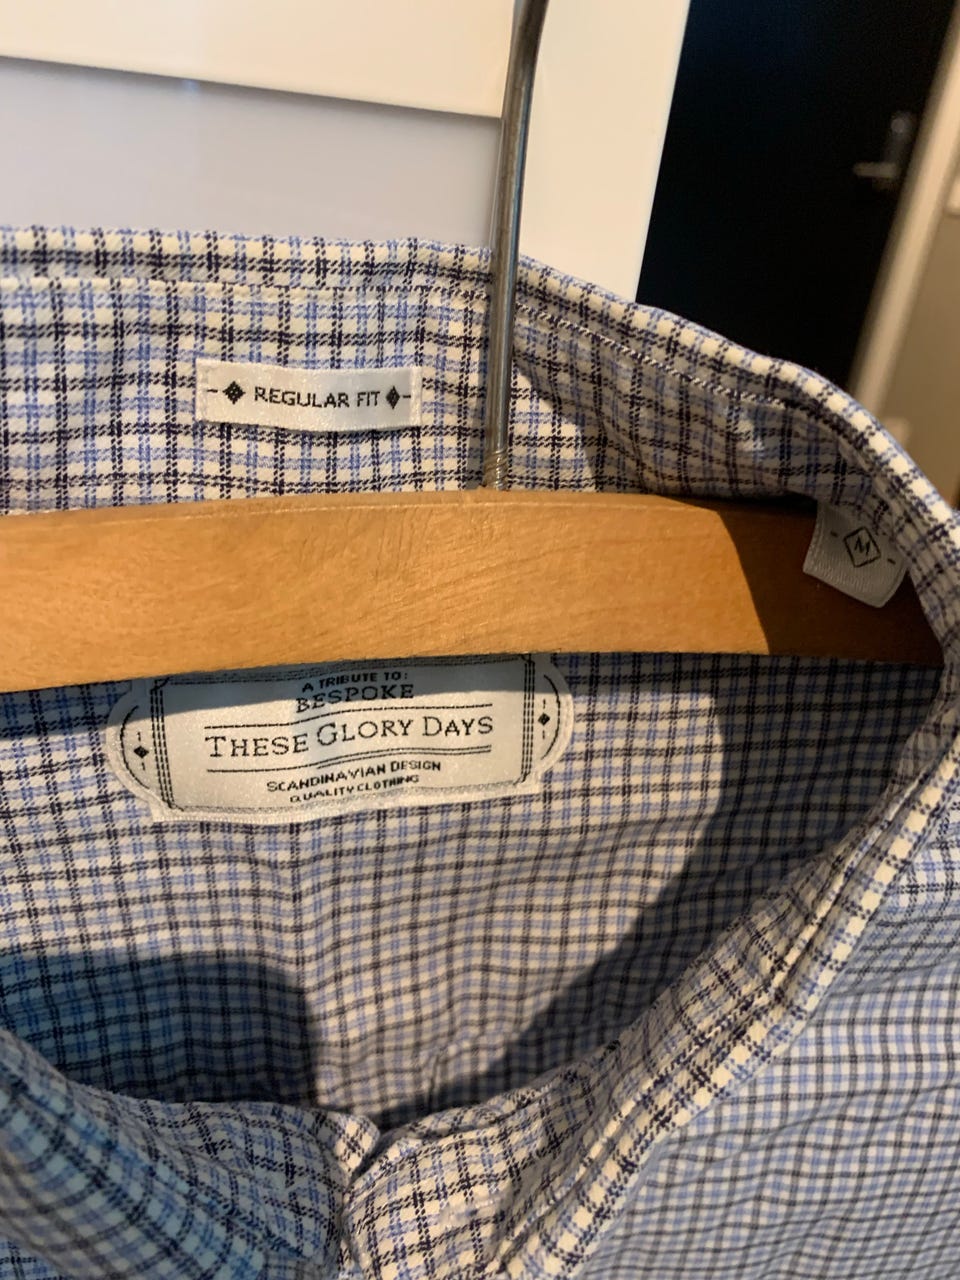 REGULAR FIT
M
A TRIBUTE TO:
BESPOKE
THESE GLORY DAYS
SCANDINAVIAN DESIGN
QUALITY CLOTHING